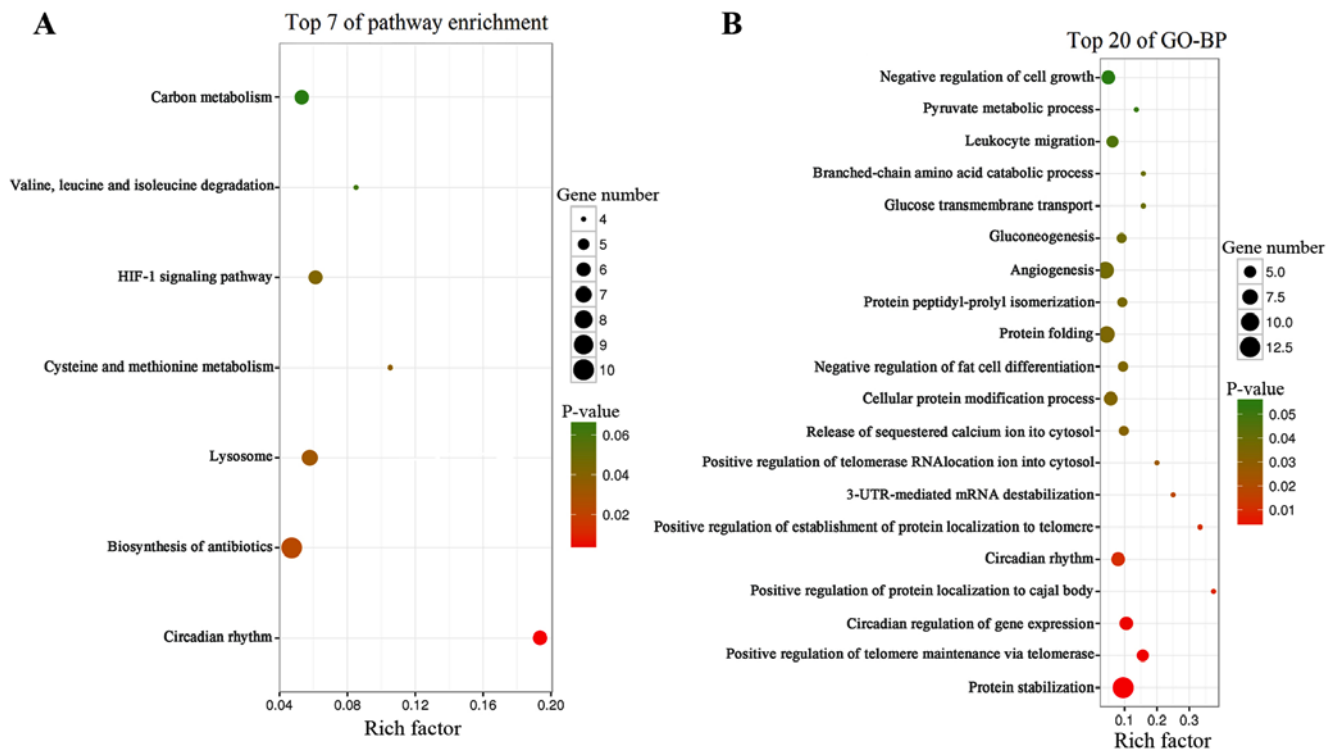 A
Top 7 of pathway enrichment
Carbon metabolism
Valine, leucine and isoleucine degradation
HIF-1 signaling pathway
Cysteine and methionine metabolism
Lysosome
Biosynthesis of antibiotics
Circadian rhythm
0.04
0.08
0.12
0.16
0.20
Rich factor
Gene number
4
5
6
7
8
9
10
P-value
0.06
0.04
0.02
B
Top 20 of GO-BP
Negative regulation of cell growth
Pyruvate metabolic process
Leukocyte migration
Branched-chain amino acid catabolic process
Glucose transmembrane transport
Gluconeogenesis
Angiogenesis
Protein peptidyl-prolyl isomerization
Protein folding
Negative regulation of fat cell differentiation
Cellular protein modification process
Release of sequestered calcium ion ito cytosol
Positive regulation of telomerase RNAlocation ion into cytosol
3-UTR-mediated mRNA destabilization
Positive regulation of establishment of protein localization to telomere
Circadian rhythm
Positive regulation of protein localization to cajal body
Circadian regulation of gene expression
Positive regulation of telomere maintenance via telomerase
Protein stabilization
0.1
0.2
0.3
Rich factor
Gene number
5.0
7.5
10.0
12.5
P-value
0.05
0.04
0.03
0.02
0.01